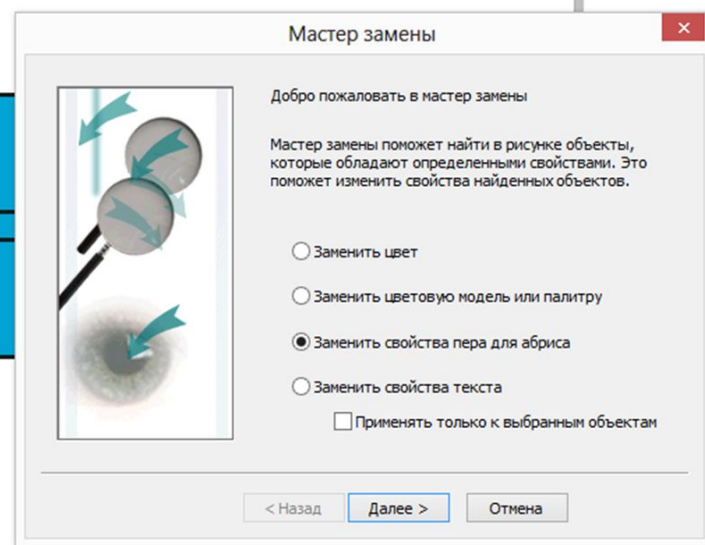 Мастер замены
Добро пожаловать в мастер замены
Мастер замены поможет найти в рисунке объекты,
которые обладают определенными свойствами. Это
поможет изменить свойства найденных объектов.
Заменить цвет
Заменить цветовую модель или палитру
Заменить свойства пера для абриса
Заменить свойства текста
Применять только к выбранным объектам
< Назад
Далее >
Отмена